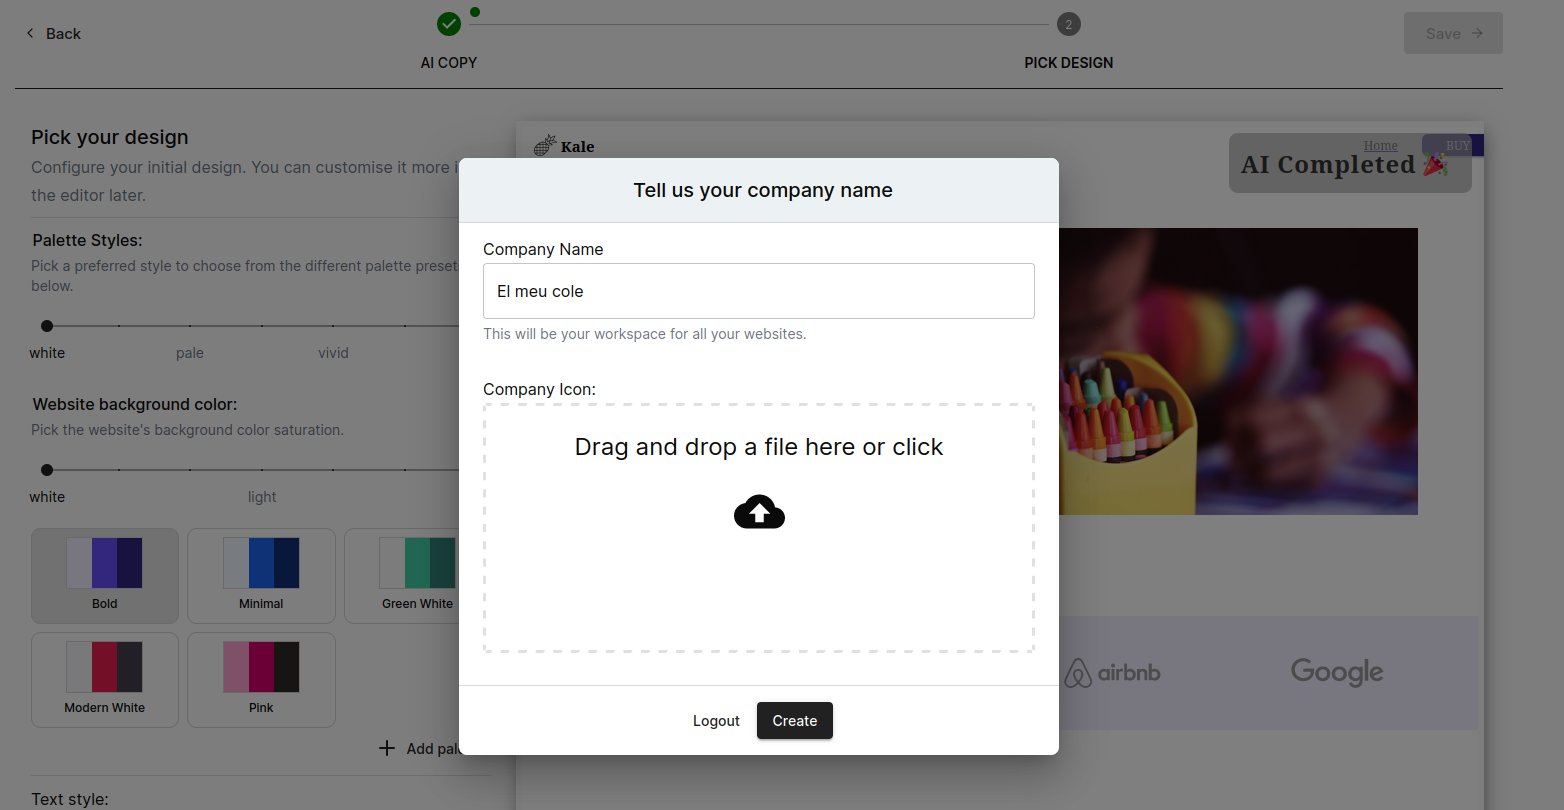 Back
2
Save
AI COPY
PICK DESIGN
Pick your design
Configure your initial design. You can customise it more i
the editor later.
Palette Styles:
Pick a preferred style to choose from the different palette preset
below.
white
pale
vivid
Website background color:
Pick the website's background color saturation.
white
light
Bold
Minimal
Green White
Modern White
Pink
Add pal
Text style:
Kale
Home
BUY
AI Completed
Tell us your company name
Company Name
El meu cole
This will be your workspace for all your websites.
Company Icon:
Drag and drop a file here or click
Logout
Create
airbnb
Google